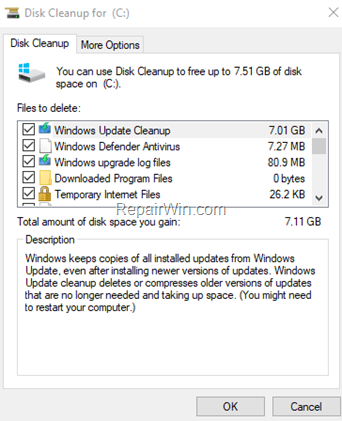 Disk Cleanup for (C:)
Disk Cleanup
More Options
You can use Disk Cleanup to free up to 7.51 GB of disk
space on (C:).
Files to delete:
Windows Update Cleanup 7.01 GB
Windows Defender Antivirus 7.27 MB
Windows upgrade log files 80.9 MB
Downloaded Program Files 0 bytes
Temporary Internet Files 26.2 KB
RepairWin.com
Total amount of disk space you gain: 7.11 GB
Description
Windows keeps copies of all installed updates from Windows
Update, even after installing newer versions of updates. Windows
Update cleanup deletes or compresses older versions of updates
that are no longer needed and taking up space. (You might need
to restart your computer.)
OK
Cancel